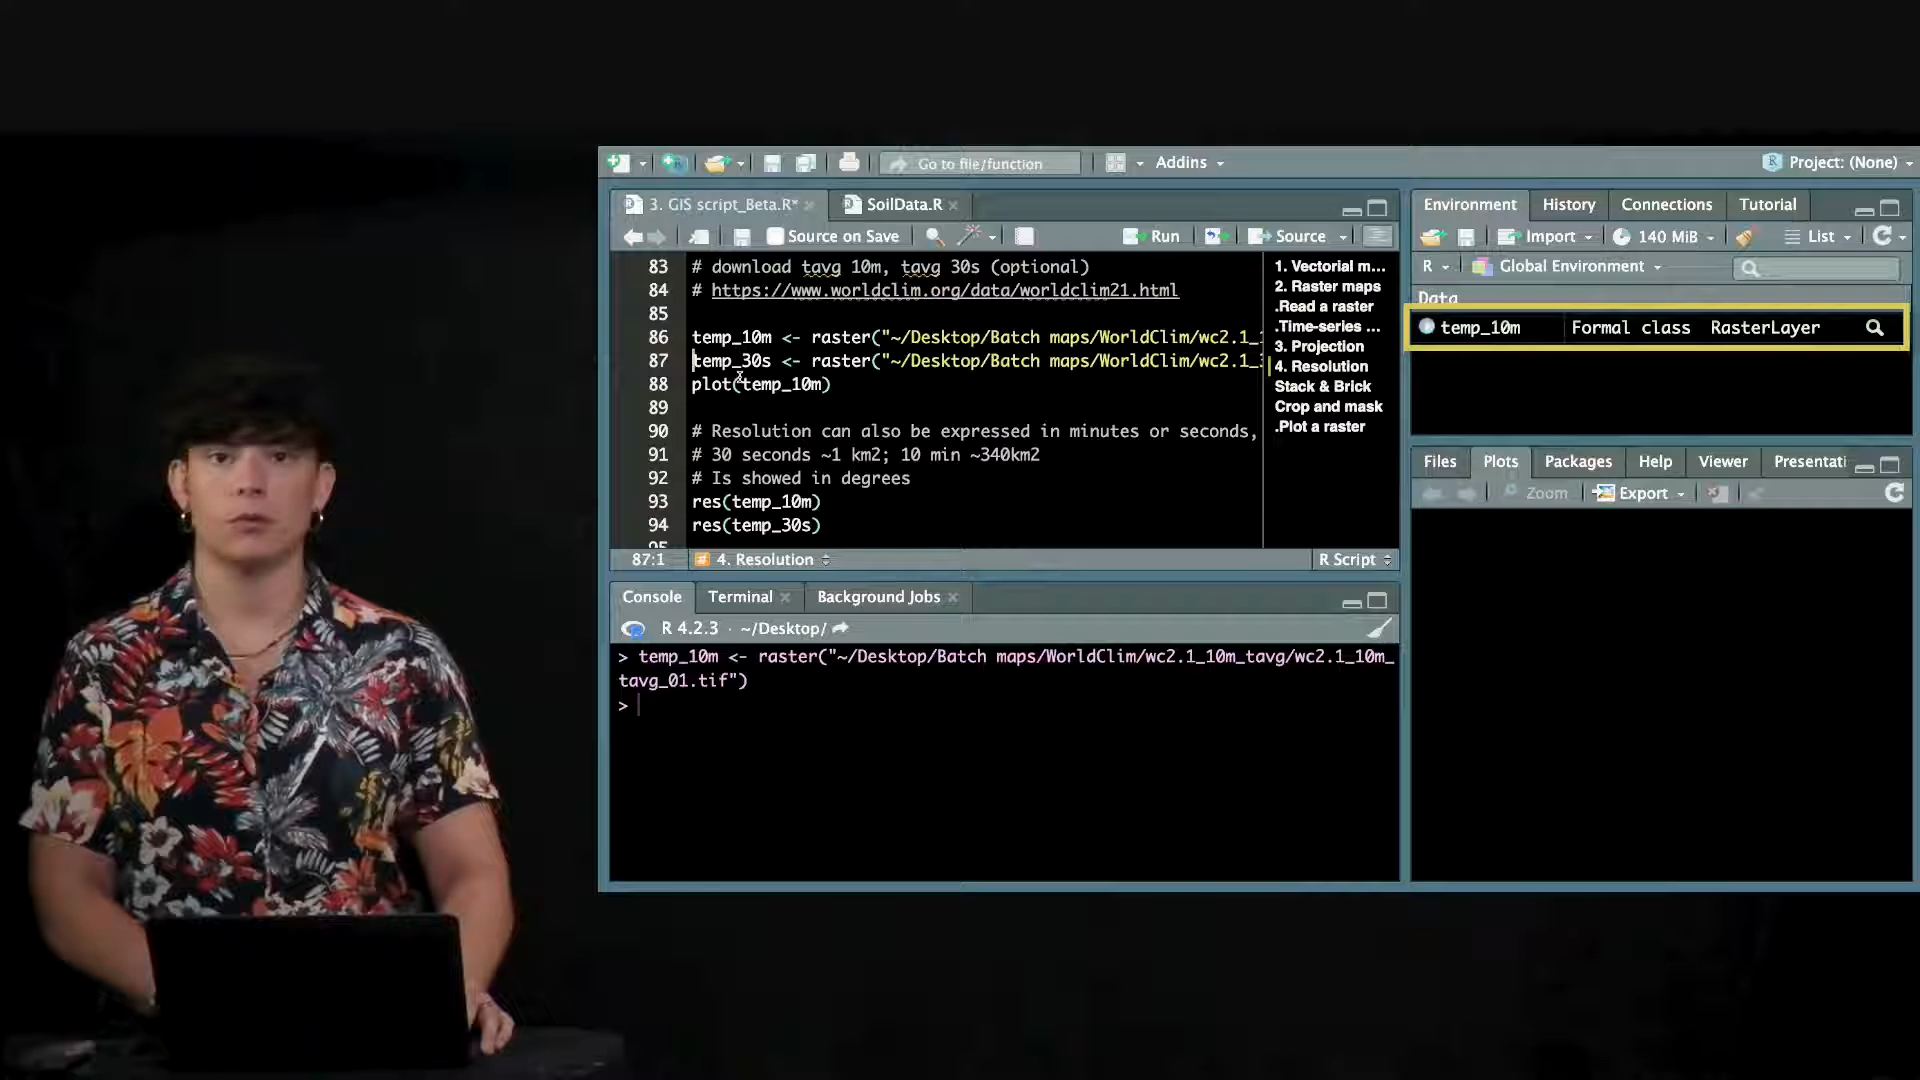 Go to file/function
Addins
Project: (None)
3. GIS script_Beta.R*
SoilData.R
Source on Save
Run
Source
83 # download tavg 10m, tavg 30s (optional)
84 # https://www.worldclim.org/data/worldclim21.html
85
86 temp_10m <- raster("~/Desktop/Batch maps/WorldClim/wc2.1_
87 temp_30s <- raster("~/Desktop/Batch maps/WorldClim/wc2.1_
88 plot(temp_10m)
89
90 # Resolution can also be expressed in minutes or seconds,
91 # 30 seconds ~1 km2; 10 min ~340km2
92 # Is showed in degrees
93 res(temp_10m)
94 res(temp_30s)
1. Vectorial m...
2. Raster maps
.Read a raster
.Time-series ...
3. Projection
4. Resolution
Stack & Brick
Crop and mask
.Plot a raster
87:1
4. Resolution
R Script
Console
Terminal
Background Jobs
R 4.2.3 · ~/Desktop/
> temp_10m <- raster("~/Desktop/Batch maps/WorldClim/wc2.1_10m_tavg/wc2.1_10m_
tavg_01.tif")
>
Environment
History
Connections
Tutorial
Import
140 MiB
List
R
Global Environment
Data
temp_10m
Formal class RasterLayer
Files
Plots
Packages
Help
Viewer
Presentati
Zoom
Export